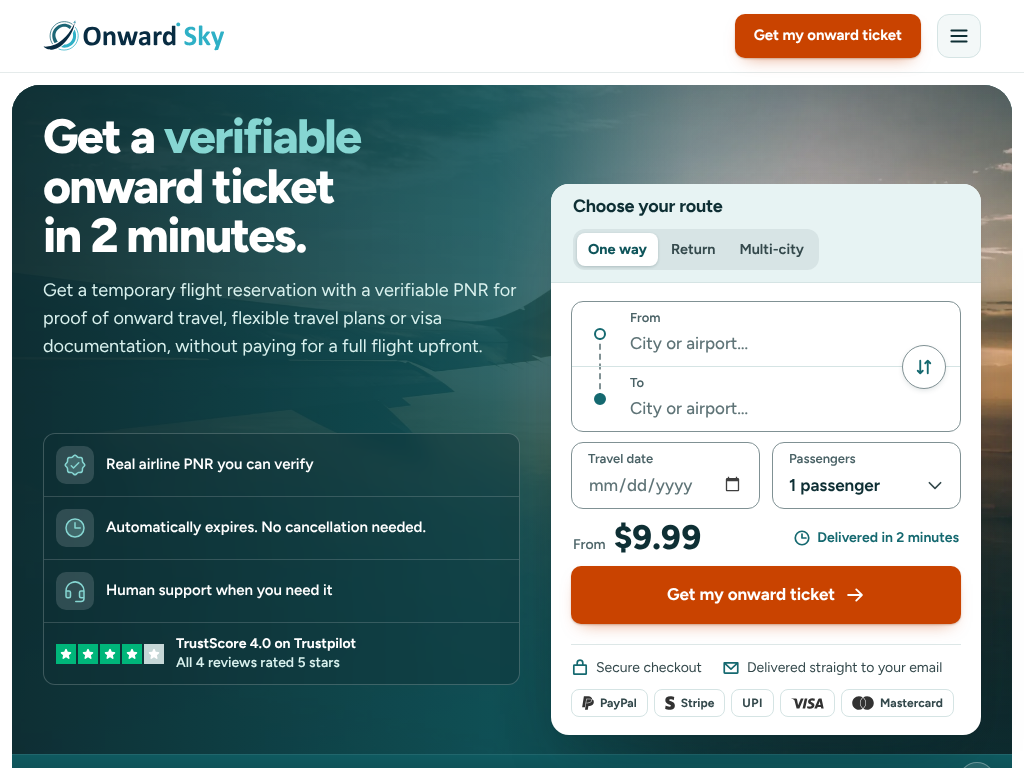 Onward Sky
Get my onward ticket
Get a verifiable
onward ticket
in 2 minutes.
Get a temporary flight reservation with a verifiable PNR for
proof of onward travel, flexible travel plans or visa
documentation, without paying for a full flight upfront.
Real airline PNR you can verify
Automatically expires. No cancellation needed.
Human support when you need it
TrustScore 4.0 on Trustpilot
All 4 reviews rated 5 stars
Choose your route
One way Return Multi-city
From
City or airport...
To
City or airport...
Travel date
mm/dd/yyyy
Passengers
1 passenger
From $9.99
Delivered in 2 minutes
Get my onward ticket
Secure checkout Delivered straight to your email
PayPal Stripe UPI VISA Mastercard